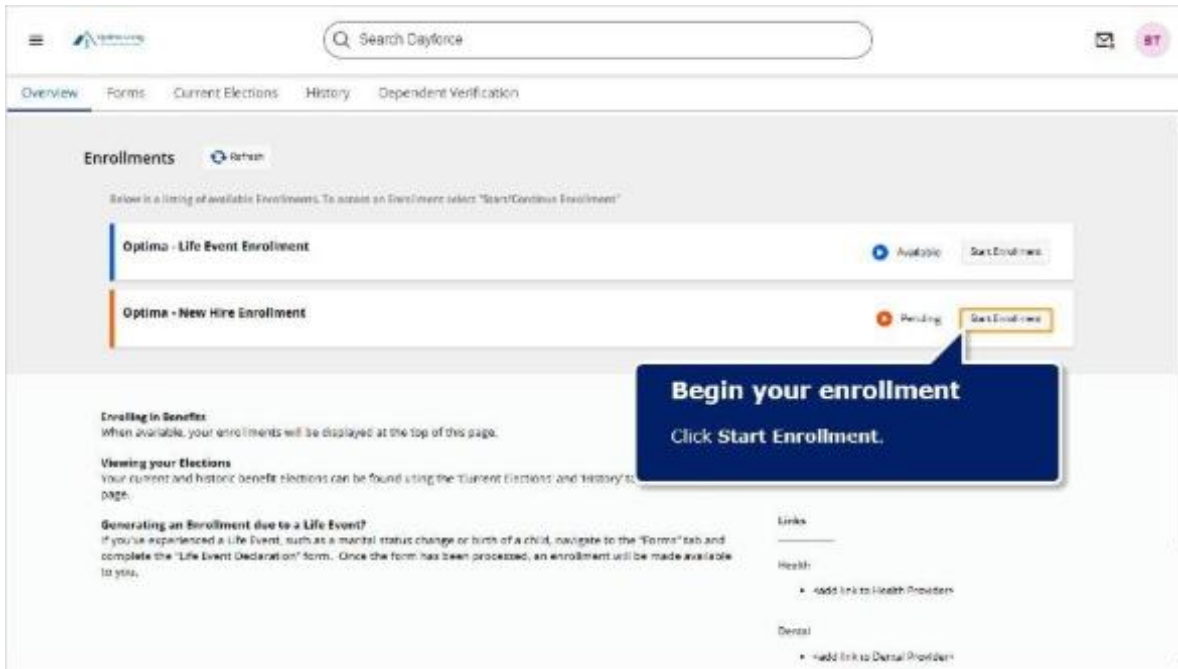 Search Dayforce
BT
Overview Forms Current Elections History Dependent Verification
Enrollments Refresh
Below is a listing of available Enrollments. To access an Enrollment select "Start/Continue Enrollment"
Optima - Life Event Enrollment
Available Start Enrollment
Optima - New Hire Enrollment
Pending Start Enrollment
Begin your enrollment
Click Start Enrollment.
Enrolling in Benefits
When available, your enrollments will be displayed at the top of this page.
Viewing your Elections
Your current and historic benefit elections can be found using the 'Current Elections' and 'History'
page.
Generating an Enrollment due to a Life Event?
If you've experienced a Life Event, such as a marital status change or birth of a child, navigate to the "Forms" tab and
complete the "Life Event Declaration" form. Once the form has been processed, an enrollment will be made available
to you.
Links
Health
<add link to Health Provider>
Dental
<add link to Dental Provider>